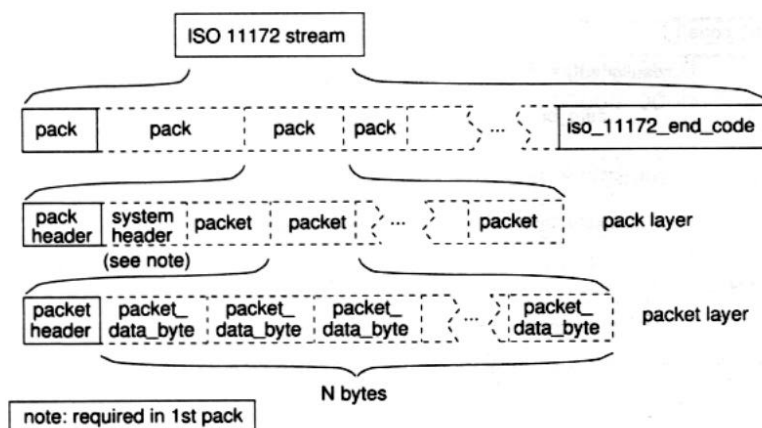 ISO 11172 stream
pack pack pack pack ... iso_11172_end_code
pack header system header packet packet ... packet pack layer
(see note)
packet header packet_ data_byte packet_ data_byte packet_ data_byte ... packet_ data_byte packet layer
N bytes
note: required in 1st pack